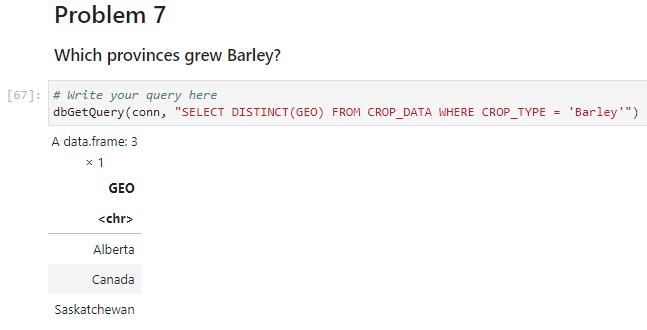 Problem 7
Which provinces grew Barley?
[67]: # Write your query here
dbGetQuery(conn, "SELECT DISTINCT(GEO) FROM CROP_DATA WHERE CROP_TYPE = 'Barley'")
A data.frame: 3
× 1
GEO
<chr>
Alberta
Canada
Saskatchewan